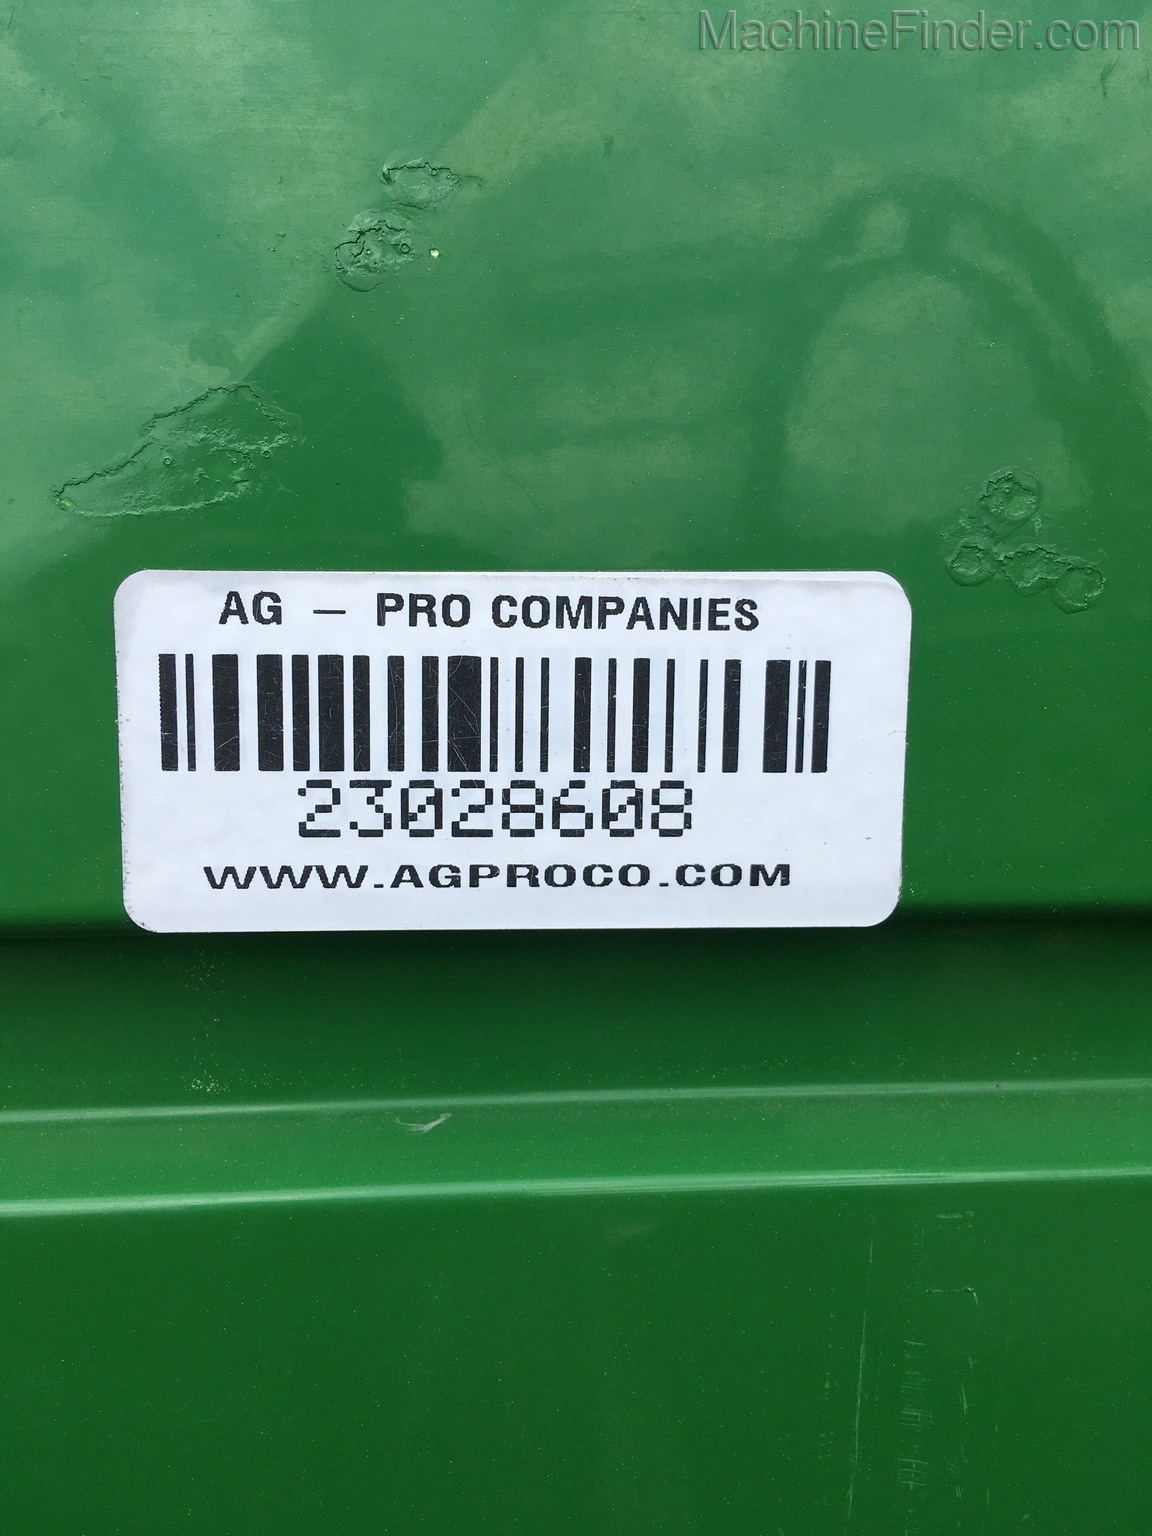 MachineFinder.com
AG - PRO COMPANIES
23028608
WWW.AGPROCO.COM